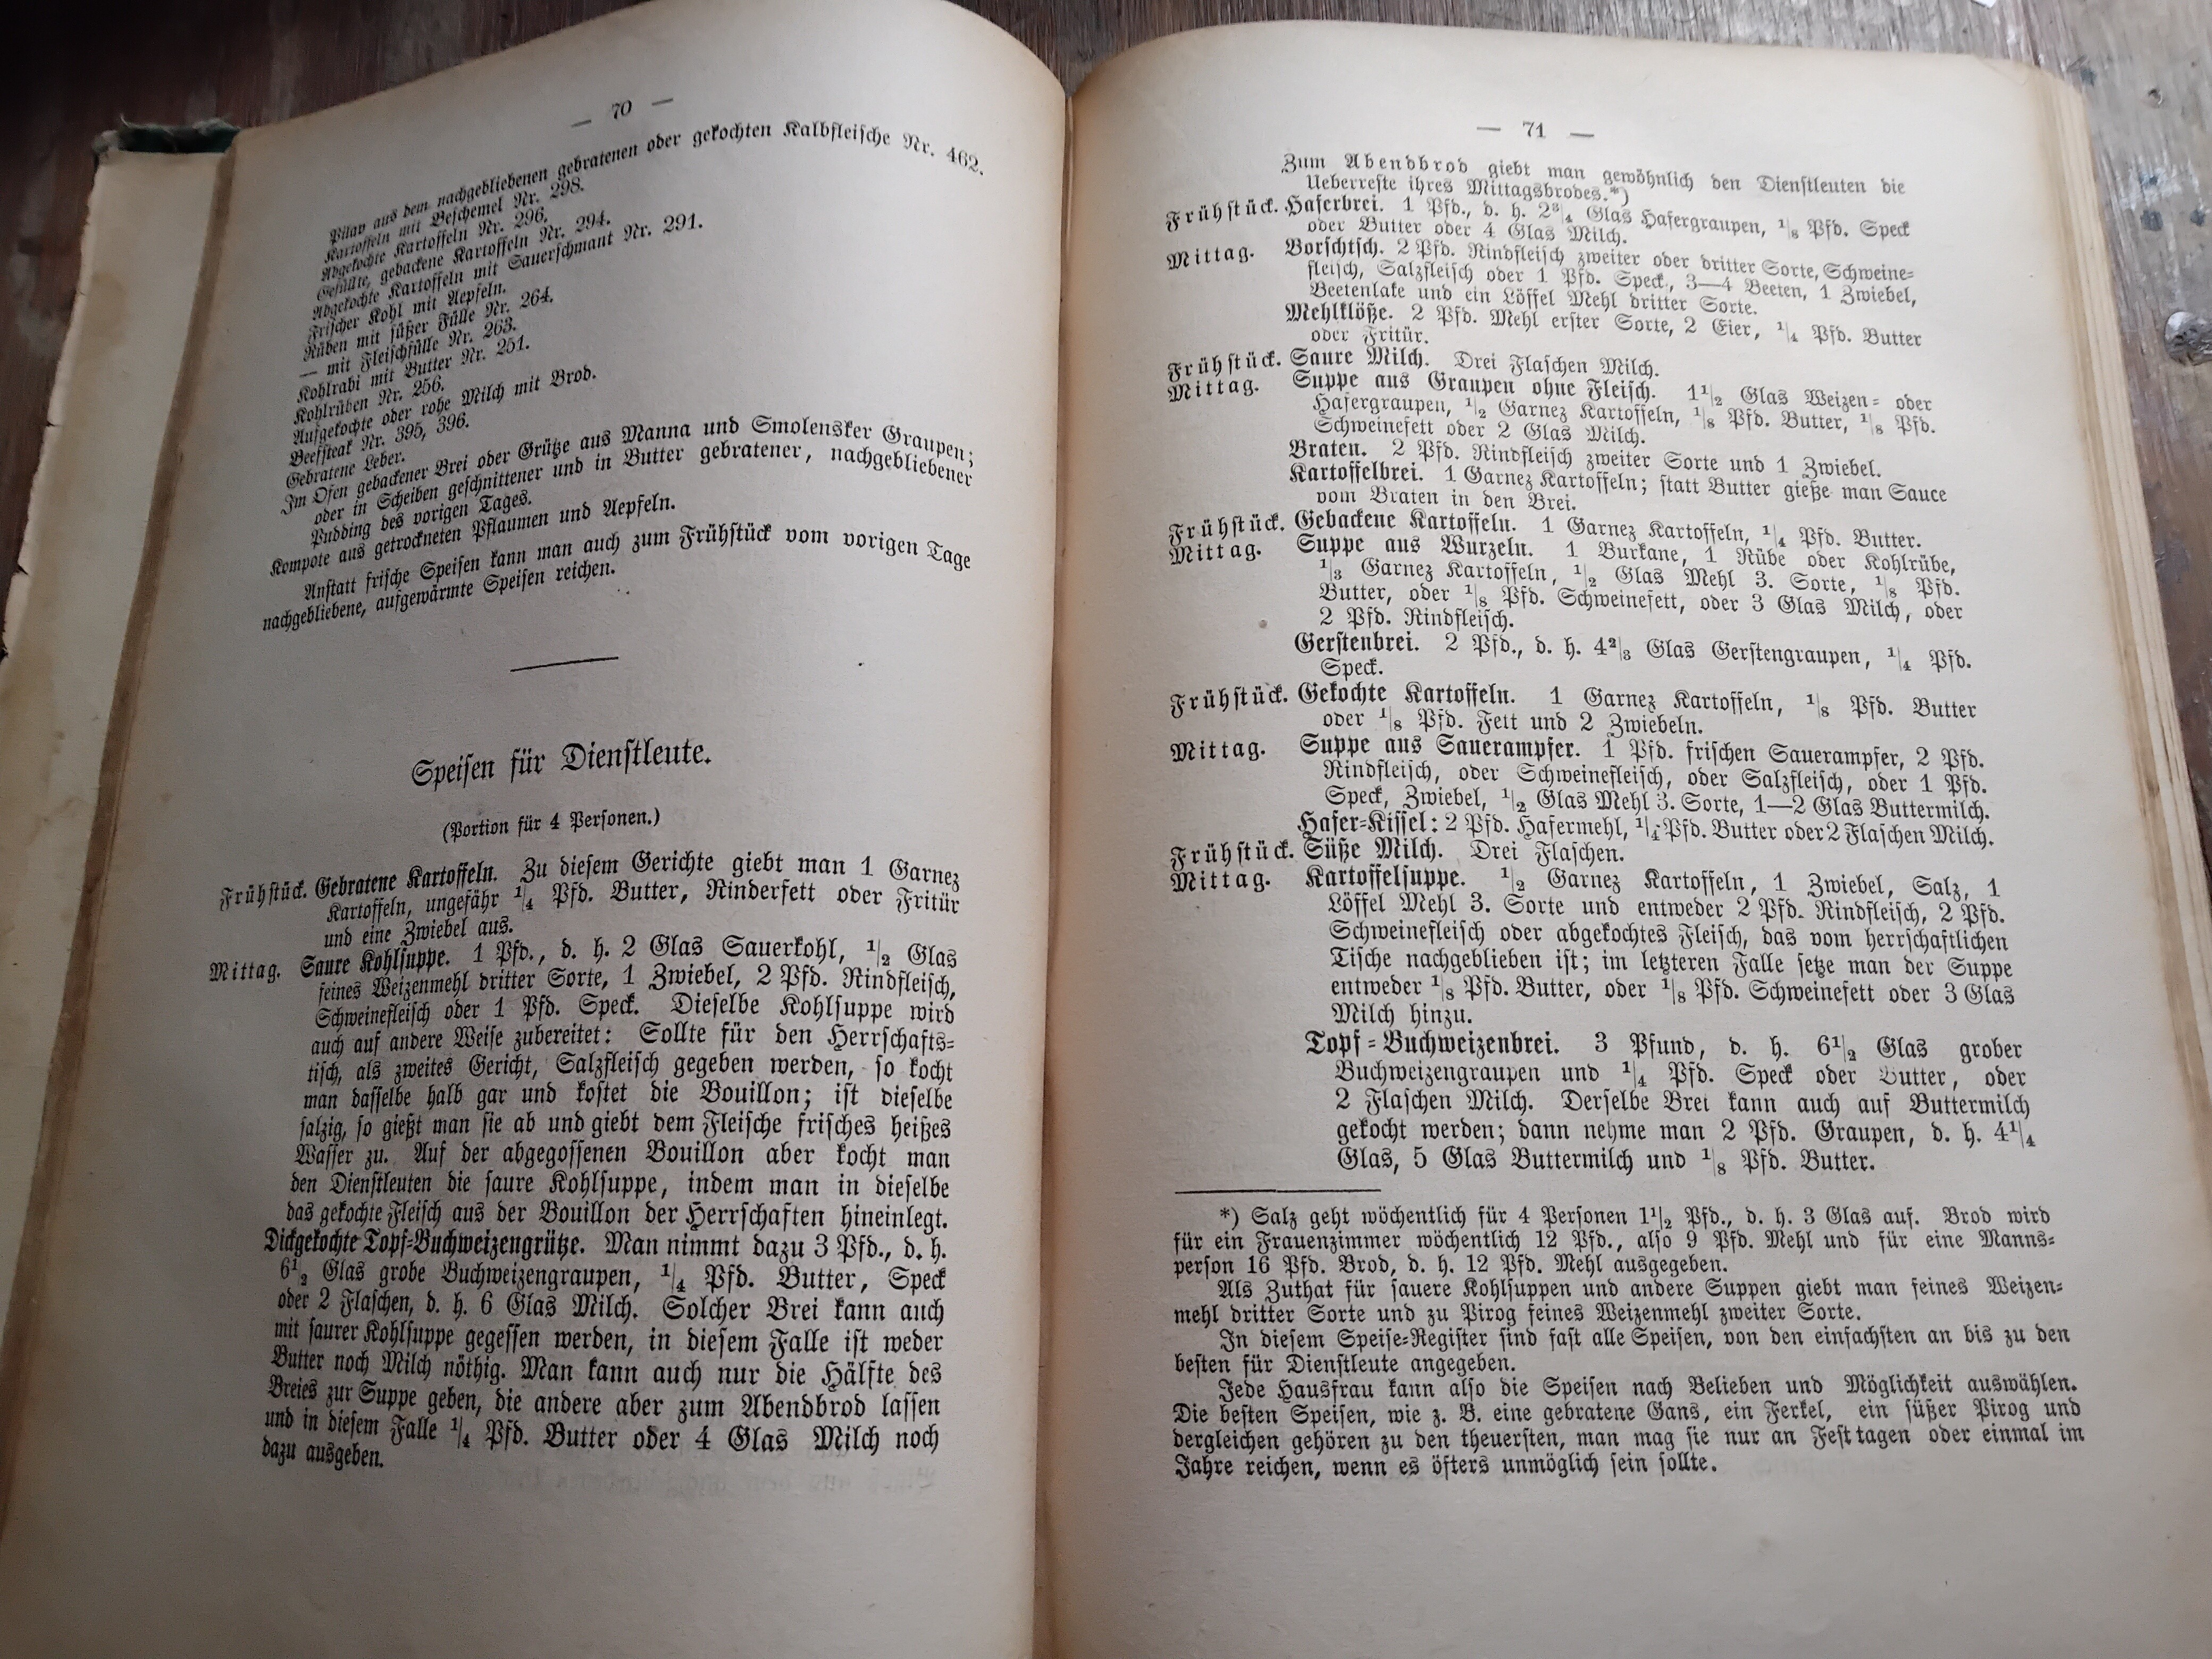 — 70 —
Pilav aus dem nachgebliebenen gebratenen oder gekochten Kalbfleische Nr. 462.
Kartoffeln mit Beschemel Nr. 298.
Abgekochte Kartoffeln Nr. 296.
Gefüllte, gebackene Kartoffeln Nr. 294.
Abgekochte Kartoffeln mit Sauerschmant Nr. 291.
Frischer Kohl mit Aepfeln.
Rüben mit süßer Fülle Nr. 264.
— mit Fleischfülle Nr. 263.
Kohlrabi mit Butter Nr. 251.
Kohlrüben Nr. 256.
Aufgekochte oder rohe Milch mit Brod.
Beefsteak Nr. 395, 396.
Gebratene Leber.
Im Ofen gebackener Brei oder Grütze aus Manna und Smolensker Graupen;
oder in Scheiben geschnittener und in Butter gebratener, nachgebliebener
Pudding des vorigen Tages.
Kompote aus getrockneten Pflaumen und Aepfeln.
Anstatt frische Speisen kann man auch zum Frühstück vom vorigen Tage
nachgebliebene, aufgewärmte Speisen reichen.
Speisen für Dienstleute.
(Portion für 4 Personen.)
Frühstück. Gebratene Kartoffeln. Zu diesem Gerichte giebt man 1 Garnez
Kartoffeln, ungefähr 1/4 Pfd. Butter, Rinderfett oder Fritür
und eine Zwiebel aus.
Mittag. Saure Kohlsuppe. 1 Pfd., d. h. 2 Glas Sauerkohl, 1/2 Glas
feines Weizenmehl dritter Sorte, 1 Zwiebel, 2 Pfd. Rindfleisch,
Schweinefleisch oder 1 Pfd. Speck. Dieselbe Kohlsuppe wird
auch auf andere Weise zubereitet: Sollte für den Herrschafts=
tisch, als zweites Gericht, Salzfleisch gegeben werden, so kocht
man dasselbe halb gar und kostet die Bouillon; ist dieselbe
salzig, so gießt man sie ab und giebt dem Fleische frisches heißes
Wasser zu. Auf der abgegossenen Bouillon aber kocht man
den Dienstleuten die saure Kohlsuppe, indem man in dieselbe
das gekochte Fleisch aus der Bouillon der Herrschaften hineinlegt.
Dickgekochte Topf=Buchweizengrütze. Man nimmt dazu 3 Pfd., d. h.
6 1/2 Glas grobe Buchweizengraupen, 1/4 Pfd. Butter, Speck
oder 2 Flaschen, d. h. 6 Glas Milch. Solcher Brei kann auch
mit saurer Kohlsuppe gegessen werden, in diesem Falle ist weder
Butter noch Milch nöthig. Man kann auch nur die Hälfte des
Breies zur Suppe geben, die andere aber zum Abendbrod lassen
und in diesem Falle 1/4 Pfd. Butter oder 4 Glas Milch noch
dazu ausgeben.
— 71 —
Zum Abendbrod giebt man gewöhnlich den Dienstleuten die
Ueberreste ihres Mittagsbrodes.*)
Frühstück. Haferbrei. 1 Pfd., d. h. 2 3/4 Glas Hafergraupen, 1/8 Pfd. Speck
oder Butter oder 4 Glas Milch.
Mittag. Borschtsch. 2 Pfd. Rindfleisch zweiter oder dritter Sorte, Schweine=
fleisch, Salzfleisch oder 1 Pfd. Speck, 3—4 Beeten, 1 Zwiebel,
Beetenlake und ein Löffel Mehl dritter Sorte.
Mehlklöße. 2 Pfd. Mehl erster Sorte, 2 Eier, 1/4 Pfd. Butter
oder Fritür.
Frühstück. Saure Milch. Drei Flaschen Milch.
Mittag. Suppe aus Graupen ohne Fleisch. 1 1/2 Glas Weizen= oder
Hafergraupen, 1/2 Garnez Kartoffeln, 1/8 Pfd. Butter, 1/8 Pfd.
Schweinefett oder 2 Glas Milch.
Braten. 2 Pfd. Rindfleisch zweiter Sorte und 1 Zwiebel.
Kartoffelbrei. 1 Garnez Kartoffeln; statt Butter gieße man Sauce
vom Braten in den Brei.
Frühstück. Gebackene Kartoffeln. 1 Garnez Kartoffeln, 1/4 Pfd. Butter.
Mittag. Suppe aus Wurzeln. 1 Burkane, 1 Rübe oder Kohlrübe,
1/3 Garnez Kartoffeln, 1/2 Glas Mehl 3. Sorte, 1/8 Pfd.
Butter, oder 1/8 Pfd. Schweinefett, oder 3 Glas Milch, oder
2 Pfd. Rindfleisch.
Gerstenbrei. 2 Pfd., d. h. 4 2/3 Glas Gerstengraupen, 1/4 Pfd.
Speck.
Frühstück. Gekochte Kartoffeln. 1 Garnez Kartoffeln, 1/8 Pfd. Butter
oder 1/8 Pfd. Fett und 2 Zwiebeln.
Mittag. Suppe aus Sauerampfer. 1 Pfd. frischen Sauerampfer, 2 Pfd.
Rindfleisch, oder Schweinefleisch, oder Salzfleisch, oder 1 Pfd.
Speck, Zwiebel, 1/2 Glas Mehl 3. Sorte, 1—2 Glas Buttermilch.
Hafer=Kissel: 2 Pfd. Hafermehl, 1/4 Pfd. Butter oder 2 Flaschen Milch.
Frühstück. Süße Milch. Drei Flaschen.
Mittag. Kartoffelsuppe. 1/2 Garnez Kartoffeln, 1 Zwiebel, Salz, 1
Löffel Mehl 3. Sorte und entweder 2 Pfd. Rindfleisch, 2 Pfd.
Schweinefleisch oder abgekochtes Fleisch, das vom herrschaftlichen
Tische nachgeblieben ist; im letzteren Falle setze man der Suppe
entweder 1/8 Pfd. Butter, oder 1/8 Pfd. Schweinefett oder 3 Glas
Milch hinzu.
Topf=Buchweizenbrei. 3 Pfund, d. h. 6 1/2 Glas grober
Buchweizengraupen und 1/4 Pfd. Speck oder Butter, oder
2 Flaschen Milch. Derselbe Brei kann auch auf Buttermilch
gekocht werden; dann nehme man 2 Pfd. Graupen, d. h. 4 1/4
Glas, 5 Glas Buttermilch und 1/8 Pfd. Butter.
*) Salz geht wöchentlich für 4 Personen 1 1/2 Pfd., d. h. 3 Glas auf. Brod wird
für ein Frauenzimmer wöchentlich 12 Pfd., also 9 Pfd. Mehl und für eine Manns=
person 16 Pfd. Brod, d. h. 12 Pfd. Mehl ausgegeben.
Als Zuthat für sauere Kohlsuppen und andere Suppen giebt man feines Weizen=
mehl dritter Sorte und zu Pirog feines Weizenmehl zweiter Sorte.
In diesem Speise=Register sind fast alle Speisen, von den einfachsten an bis zu den
besten für Dienstleute angegeben.
Jede Hausfrau kann also die Speisen nach Belieben und Möglichkeit auswählen.
Die besten Speisen, wie z. B. eine gebratene Gans, ein Ferkel, ein süßer Pirog und
dergleichen gehören zu den theuersten, man mag sie nur an Festtagen oder einmal im
Jahre reichen, wenn es öfters unmöglich sein sollte.